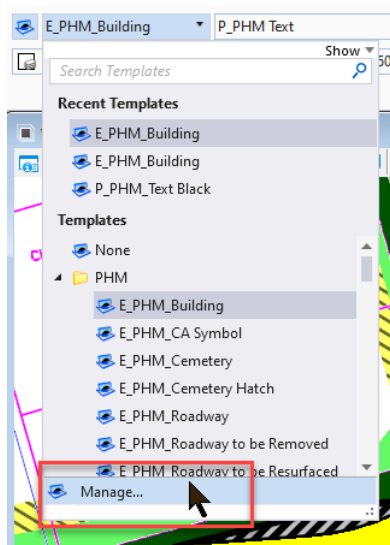 E_PHM_Building P_PHM Text
Show
Search Templates
Recent Templates
E_PHM_Building
E_PHM_Building
P_PHM_Text Black
Templates
None
PHM
E_PHM_Building
E_PHM_CA Symbol
E_PHM_Cemetery
E_PHM_Cemetery Hatch
E_PHM_Roadway
E_PHM_Roadway to be Removed
E_PHM_Roadway to be Resurfaced
Manage...